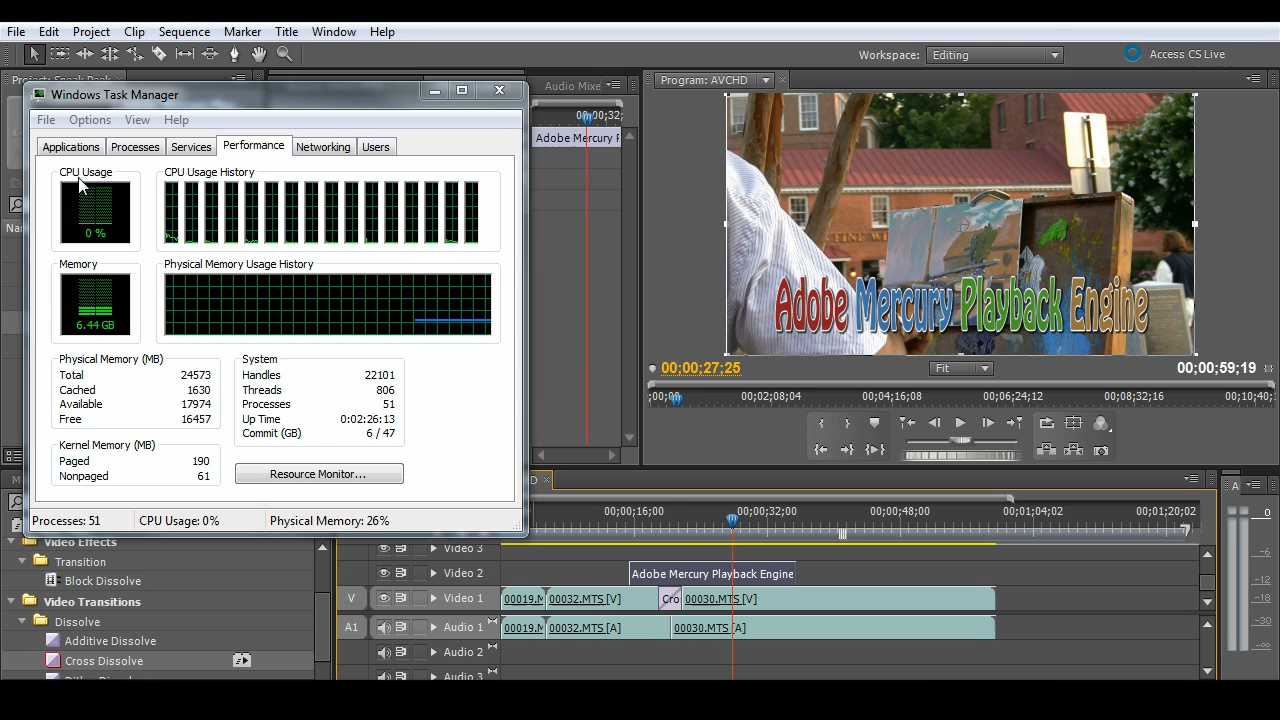 File Edit Project Clip Sequence Marker Title Window Help
Workspace: Editing Access CS Live
Windows Task Manager
File Options View Help
Applications Processes Services Performance Networking Users
CPU Usage
0 %
CPU Usage History
Memory
6.44 GB
Physical Memory Usage History
Physical Memory (MB)
Total 24573
Cached 1630
Available 17974
Free 16457
Kernel Memory (MB)
Paged 190
Nonpaged 61
System
Handles 22101
Threads 806
Processes 51
Up Time 0:02:26:13
Commit (GB) 6 / 47
Resource Monitor...
Processes: 51 CPU Usage: 0% Physical Memory: 26%
Audio Mixe
00;00;32;
Adobe Mercury P
Program: AVCHD
Adobe Mercury Playback Engine
00;00;27;25 Fit 00;00;59;19
;00;00 00;02;08;04 00;04;16;08 00;06;24;12 00;08;32;16 00;10;40;
00;00;16;00 00;00;32;00 00;00;48;00 00;01;04;02 00;01;20;02
Video Effects
Transition
Block Dissolve
Video Transitions
Dissolve
Additive Dissolve
Cross Dissolve
Video 3
Video 2 Adobe Mercury Playback Engine
V Video 1 00019.M 00032.MTS [V] Cro 00030.MTS [V]
A1 Audio 1 00019.M 00032.MTS [A] 00030.MTS [A]
Audio 2
Audio 3
A
0
-6
-12
-18
-30
-∞